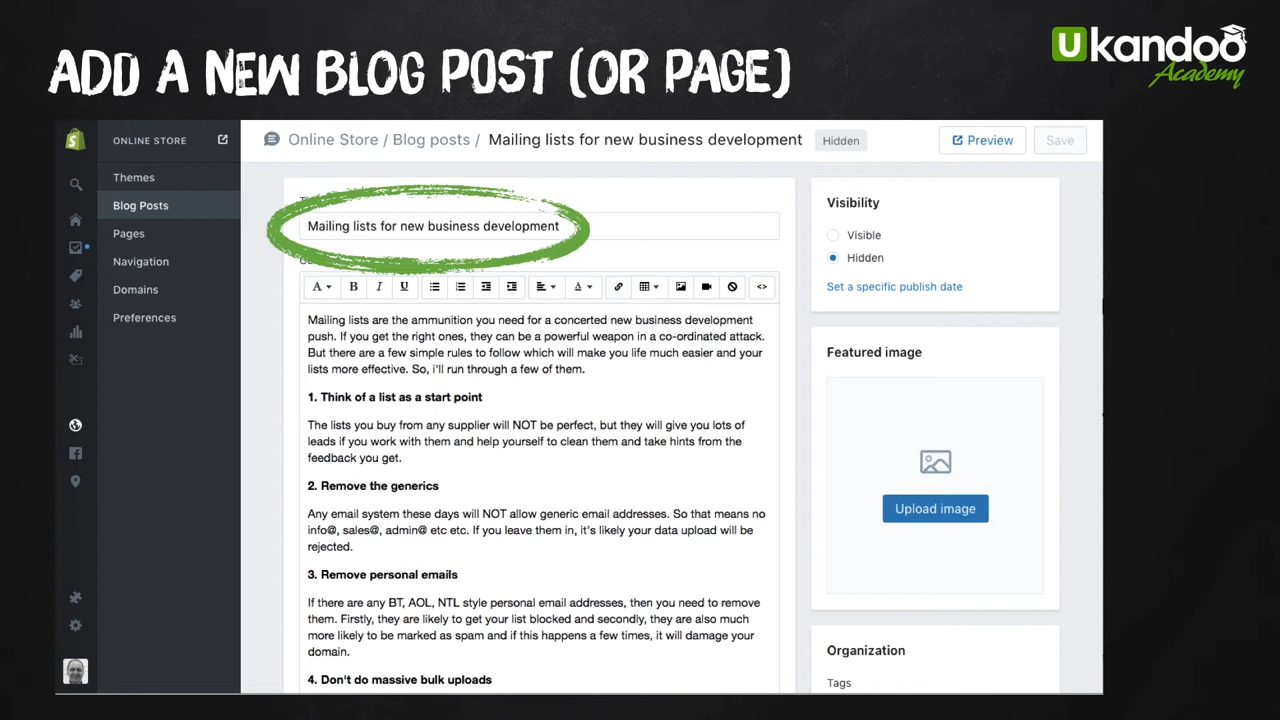 ADD A NEW BLOG POST (OR PAGE)
Ukandoo
Academy
ONLINE STORE
Themes
Blog Posts
Pages
Navigation
Domains
Preferences
Online Store / Blog posts / Mailing lists for new business development
Hidden
Preview
Save
Mailing lists for new business development
A B I U
A
<>
Mailing lists are the ammunition you need for a concerted new business development
push. If you get the right ones, they can be a powerful weapon in a co-ordinated attack.
But there are a few simple rules to follow which will make you life much easier and your
lists more effective. So, i'll run through a few of them.
1. Think of a list as a start point
The lists you buy from any supplier will NOT be perfect, but they will give you lots of
leads if you work with them and help yourself to clean them and take hints from the
feedback you get.
2. Remove the generics
Any email system these days will NOT allow generic email addresses. So that means no
info@, sales@, admin@ etc etc. If you leave them in, it's likely your data upload will be
rejected.
3. Remove personal emails
If there are any BT, AOL, NTL style personal email addresses, then you need to remove
them. Firstly, they are likely to get your list blocked and secondly, they are also much
more likely to be marked as spam and if this happens a few times, it will damage your
domain.
4. Don't do massive bulk uploads
Visibility
Visible
Hidden
Set a specific publish date
Featured image
Upload image
Organization
Tags